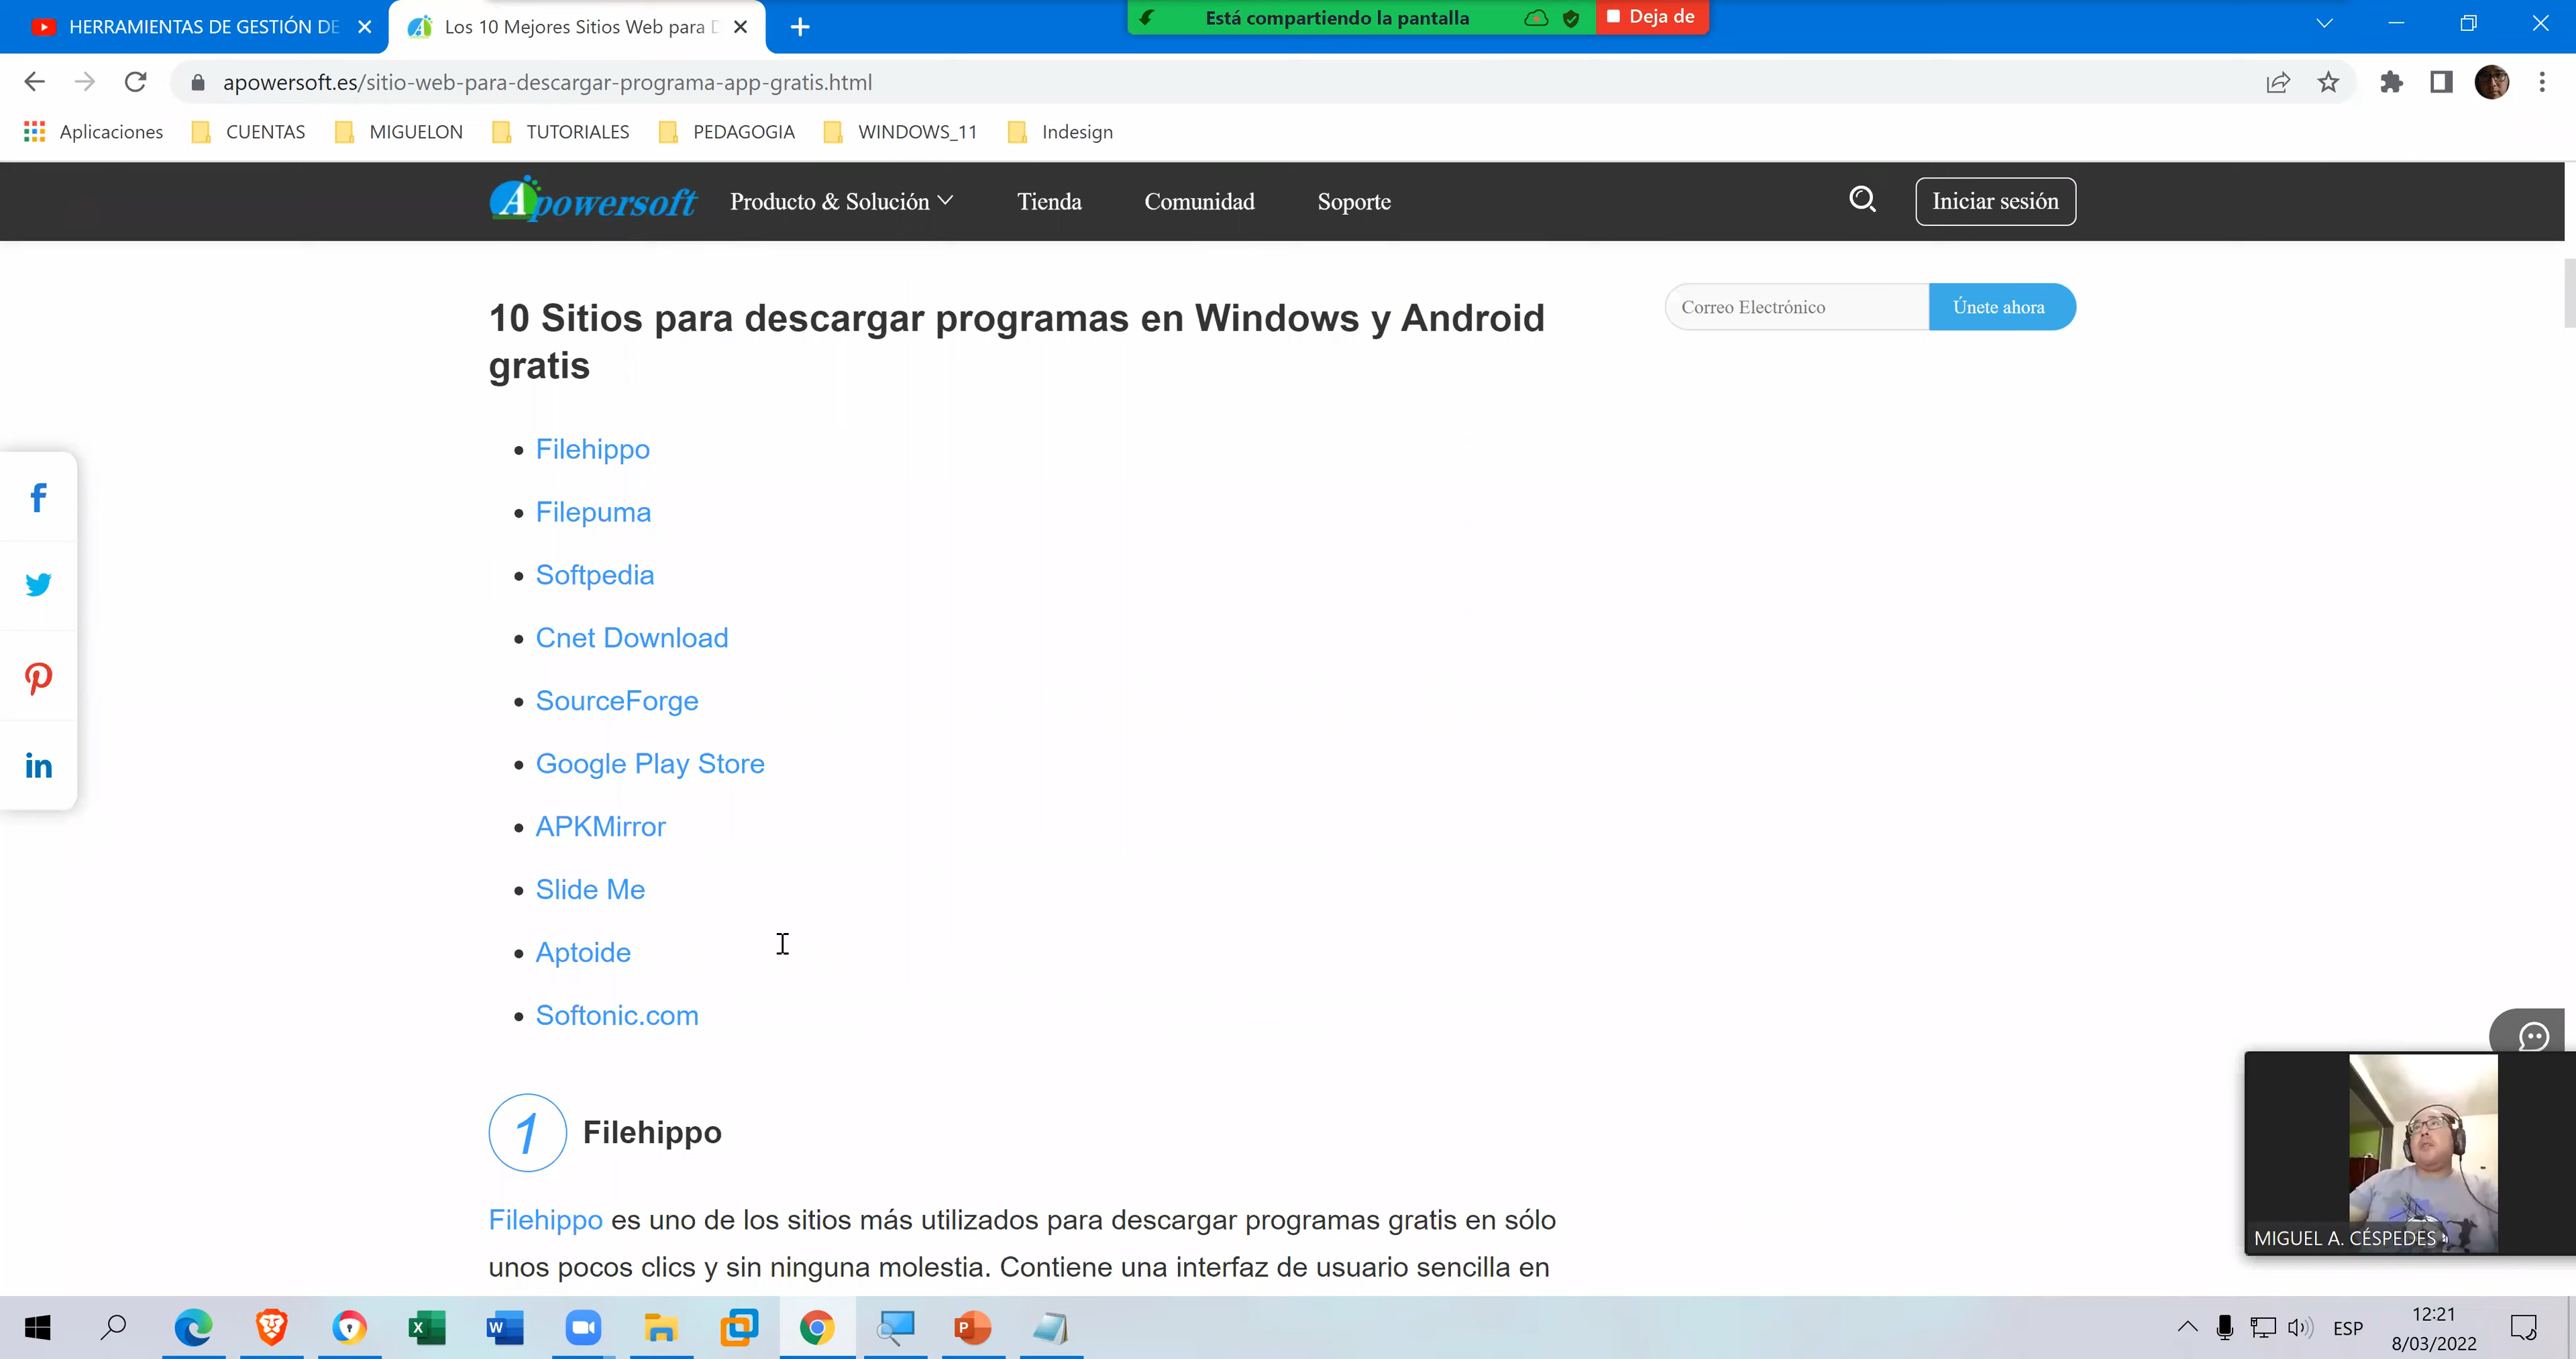 HERRAMIENTAS DE GESTIÓN DE
Los 10 Mejores Sitios Web para D
Está compartiendo la pantalla
Deja de
apowersoft.es/sitio-web-para-descargar-programa-app-gratis.html
Aplicaciones
CUENTAS
MIGUELON
TUTORIALES
PEDAGOGIA
WINDOWS_11
Indesign
Apowersoft
Producto & Solución
Tienda
Comunidad
Soporte
Iniciar sesión
10 Sitios para descargar programas en Windows y Android
gratis
Correo Electrónico
Únete ahora
Filehippo
Filepuma
Softpedia
Cnet Download
SourceForge
Google Play Store
APKMirror
Slide Me
Aptoide
Softonic.com
1
Filehippo
Filehippo es uno de los sitios más utilizados para descargar programas gratis en sólo
unos pocos clics y sin ninguna molestia. Contiene una interfaz de usuario sencilla en
MIGUEL A. CÉSPEDES
ESP
12:21
8/03/2022